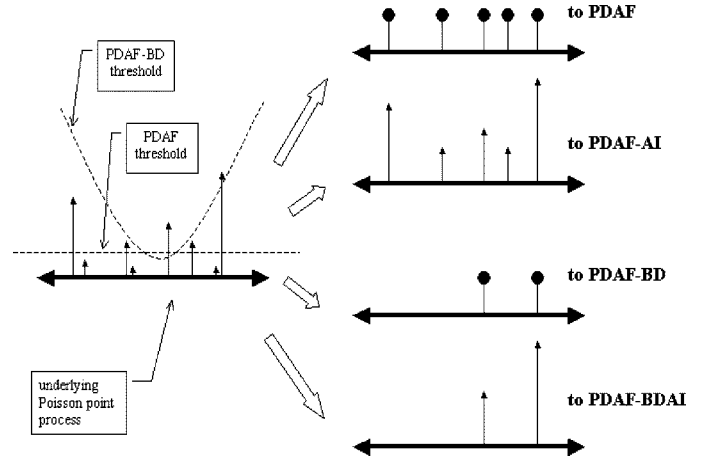 PDAF-BD
threshold
PDAF
threshold
underlying
Poisson point
process
to PDAF
to PDAF-AI
to PDAF-BD
to PDAF-BDAI